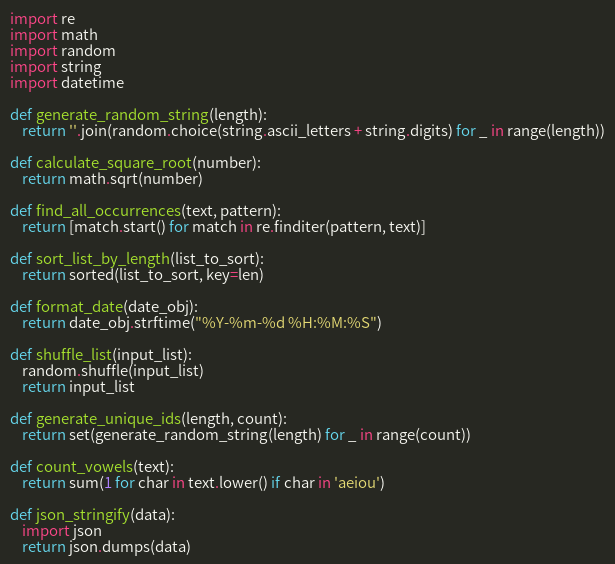 import re
import math
import random
import string
import datetime

def generate_random_string(length):
    return ''.join(random.choice(string.ascii_letters + string.digits) for _ in range(length))

def calculate_square_root(number):
    return math.sqrt(number)

def find_all_occurrences(text, pattern):
    return [match.start() for match in re.finditer(pattern, text)]

def sort_list_by_length(list_to_sort):
    return sorted(list_to_sort, key=len)

def format_date(date_obj):
    return date_obj.strftime("%Y-%m-%d %H:%M:%S")

def shuffle_list(input_list):
    random.shuffle(input_list)
    return input_list

def generate_unique_ids(length, count):
    return set(generate_random_string(length) for _ in range(count))

def count_vowels(text):
    return sum(1 for char in text.lower() if char in 'aeiou')

def json_stringify(data):
    import json
    return json.dumps(data)